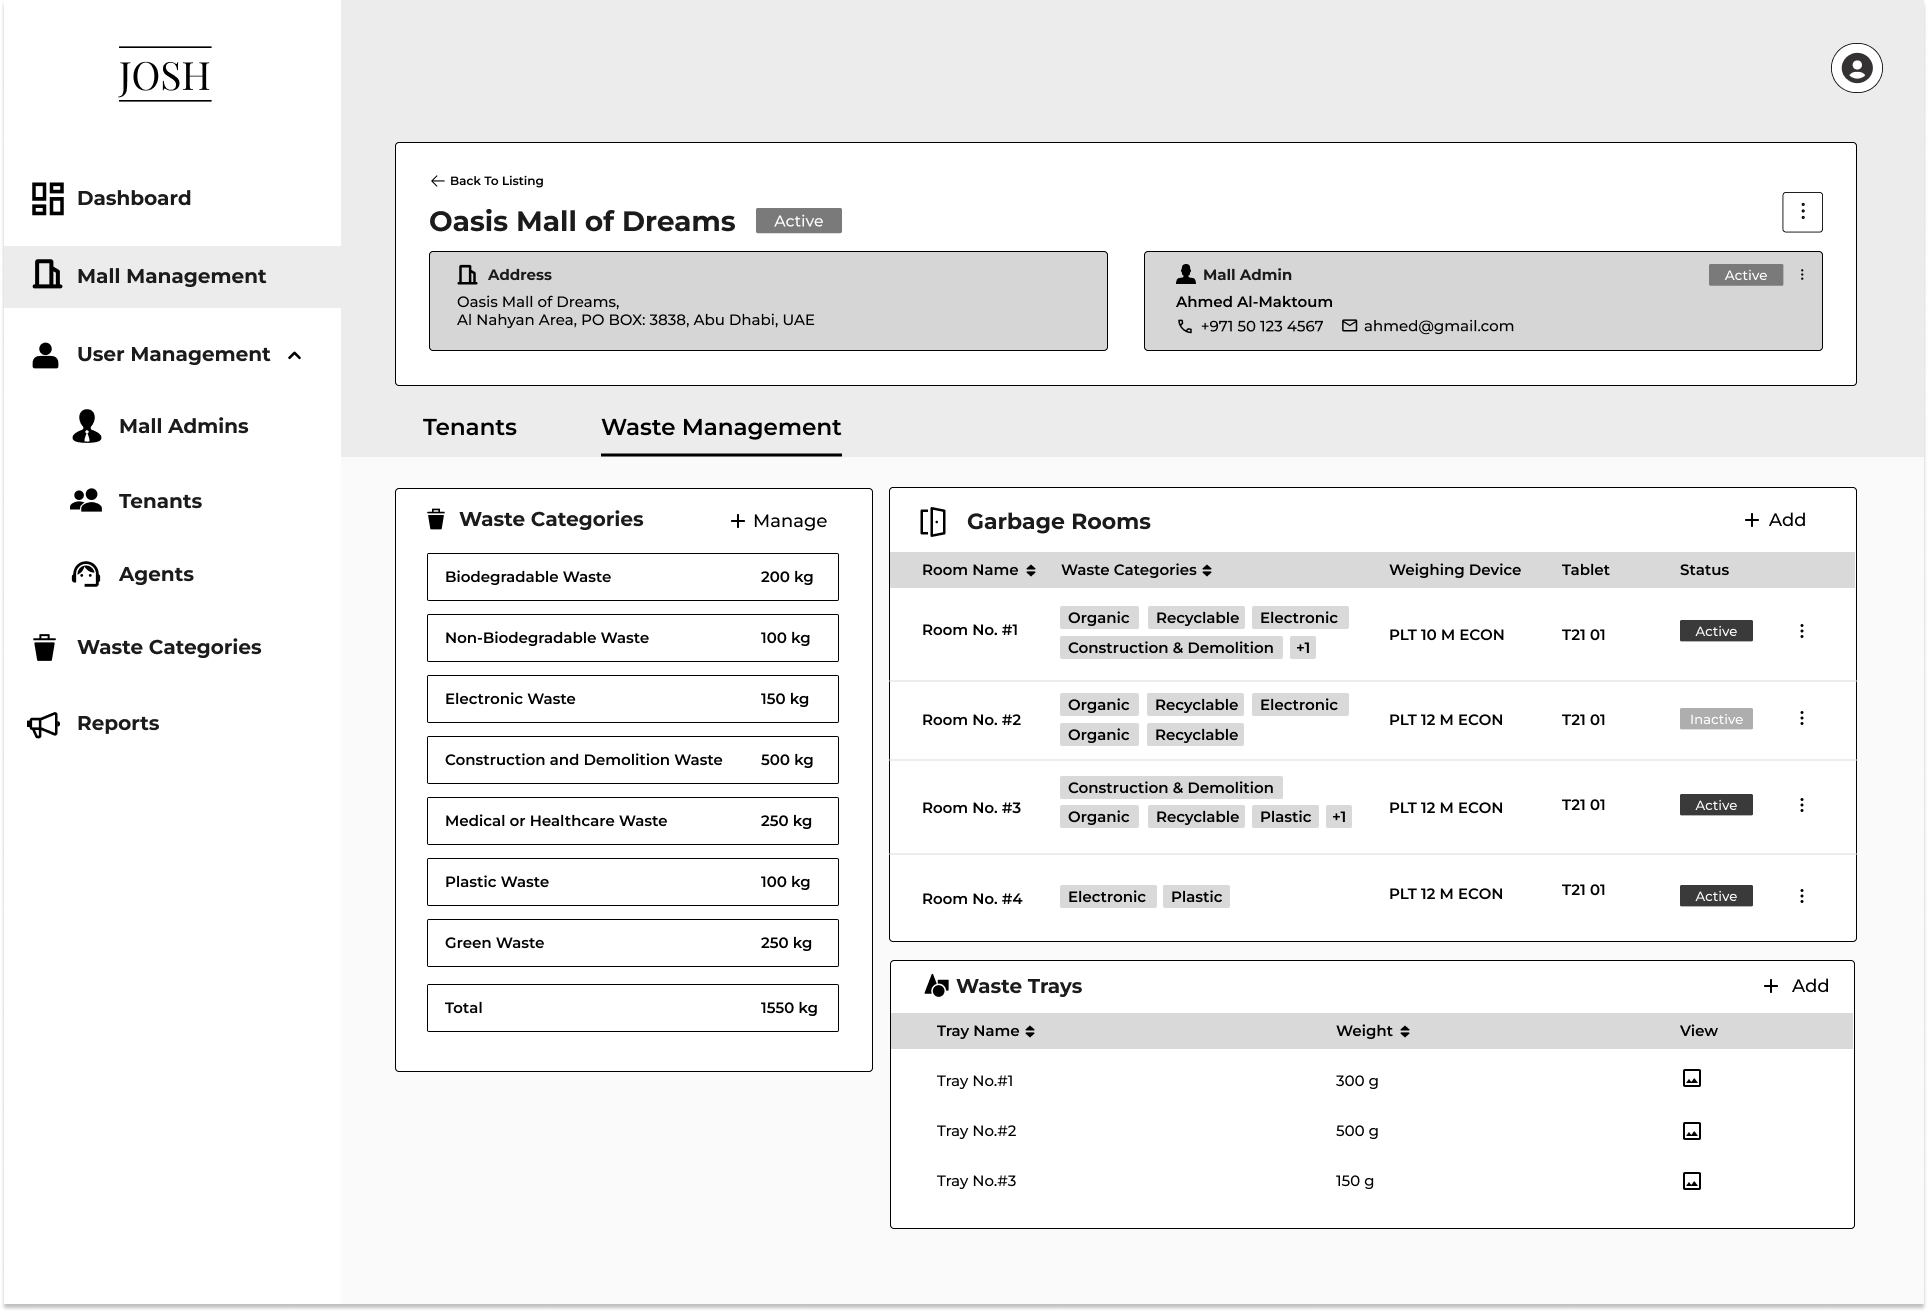 JOSH
Dashboard
Mall Management
User Management
Mall Admins
Tenants
Agents
Waste Categories
Reports
Back To Listing
Oasis Mall of Dreams Active
Address
Oasis Mall of Dreams,
Al Nahyan Area, PO BOX: 3838, Abu Dhabi, UAE
Mall Admin Active
Ahmed Al-Maktoum
+971 50 123 4567 ahmed@gmail.com
Tenants Waste Management
Waste Categories + Manage
Biodegradable Waste 200 kg
Non-Biodegradable Waste 100 kg
Electronic Waste 150 kg
Construction and Demolition Waste 500 kg
Medical or Healthcare Waste 250 kg
Plastic Waste 100 kg
Green Waste 250 kg
Total 1550 kg
Garbage Rooms + Add
Room Name Waste Categories Weighing Device Tablet Status
Room No. #1 Organic Recyclable Electronic PLT 10 M ECON T21 01 Active
Construction & Demolition +1
Room No. #2 Organic Recyclable Electronic PLT 12 M ECON T21 01 Inactive
Organic Recyclable
Room No. #3 Construction & Demolition PLT 12 M ECON T21 01 Active
Organic Recyclable Plastic +1
Room No. #4 Electronic Plastic PLT 12 M ECON T21 01 Active
Waste Trays + Add
Tray Name Weight View
Tray No.#1 300 g
Tray No.#2 500 g
Tray No.#3 150 g